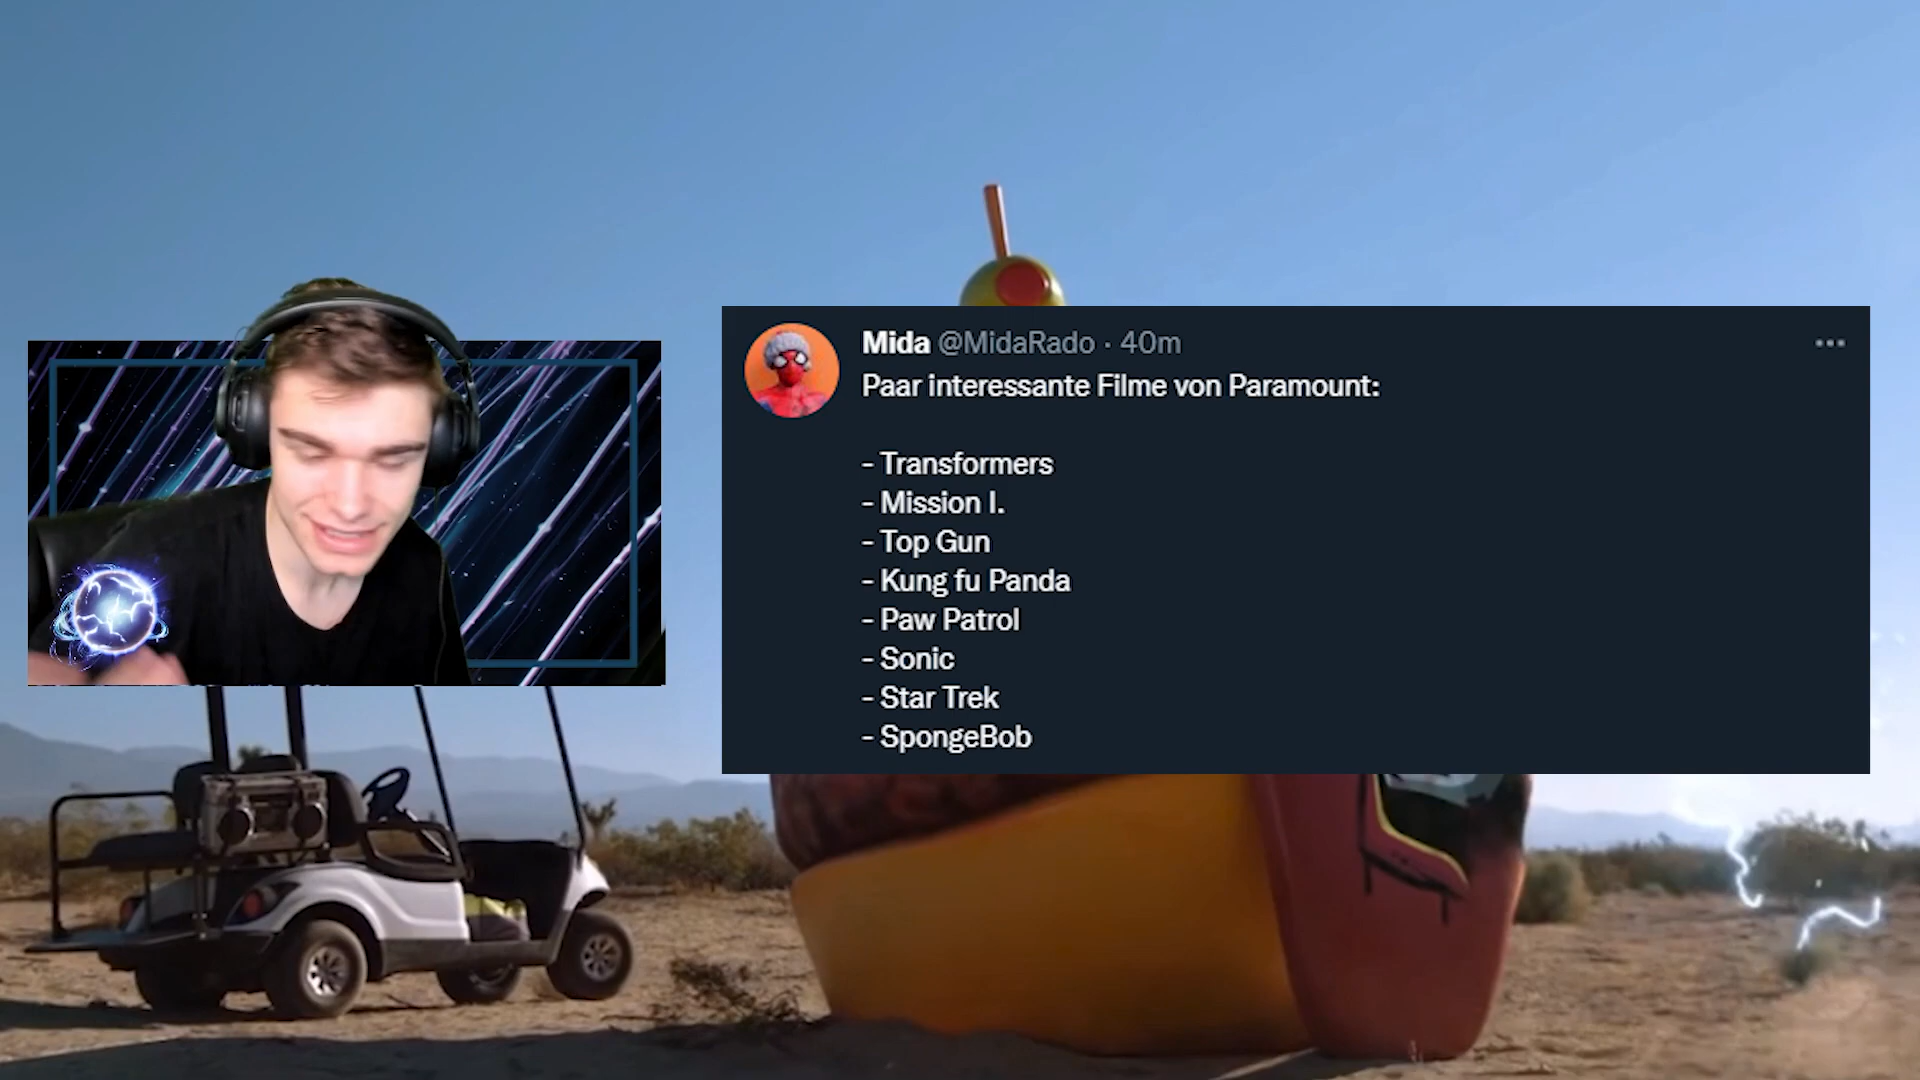 Mida @MidaRado · 40m
Paar interessante Filme von Paramount:
- Transformers
- Mission I.
- Top Gun
- Kung fu Panda
- Paw Patrol
- Sonic
- Star Trek
- SpongeBob